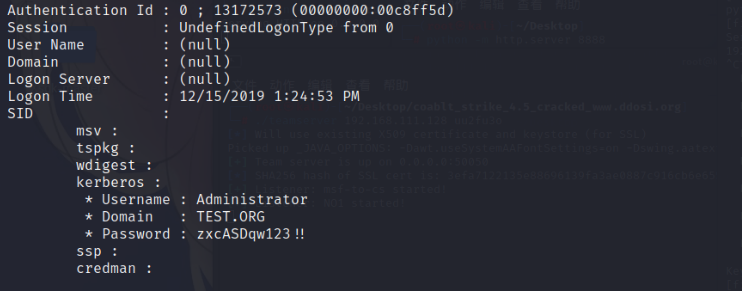 Authentication Id : 0 ; 13172573 (00000000:00c8ff5d)
Session           : UndefinedLogonType from 0
User Name         : (null)
Domain            : (null)
Logon Server      : (null)
Logon Time        : 12/15/2019 1:24:53 PM
SID               :
msv :
tspkg :
wdigest :
kerberos :
* Username : Administrator
* Domain   : TEST.ORG
* Password : zxcASDqw123!!
ssp :
credman :